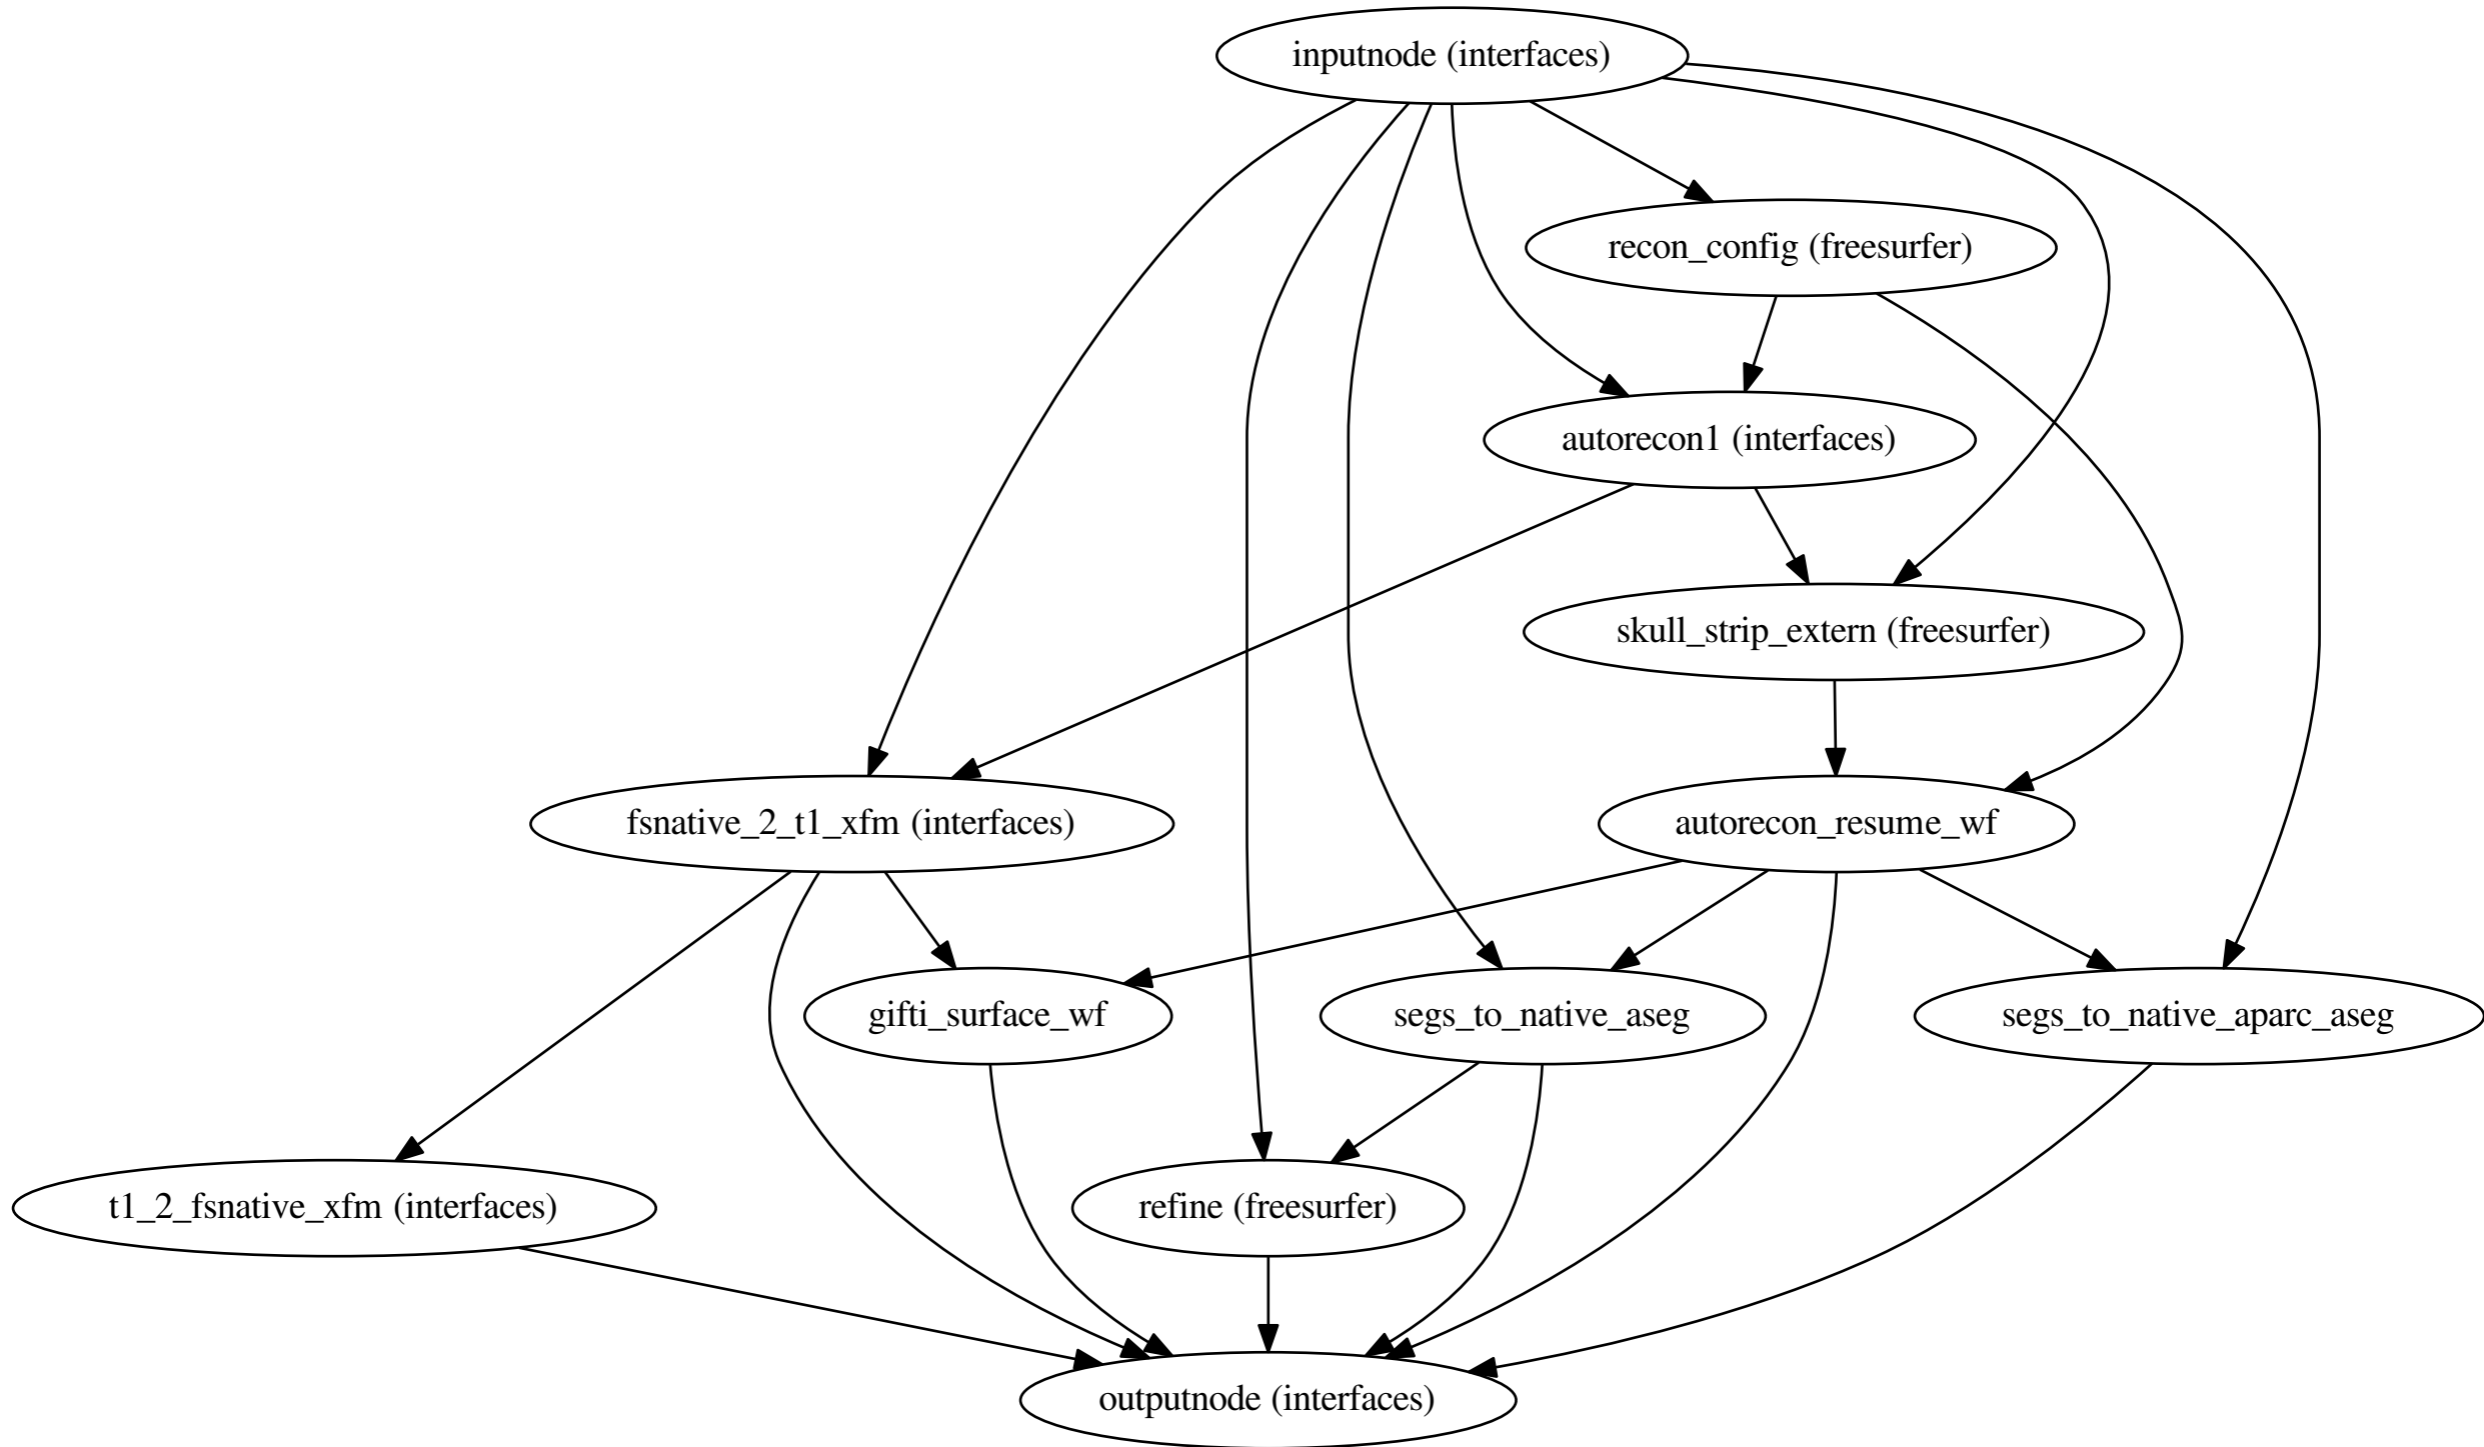 inputnode (interfaces)
recon_config (freesurfer)
autorecon1 (interfaces)
skull_strip_extern (freesurfer)
fsnative_2_t1_xfm (interfaces)
autorecon_resume_wf
gifti_surface_wf
segs_to_native_aseg
segs_to_native_aparc_aseg
t1_2_fsnative_xfm (interfaces)
refine (freesurfer)
outputnode (interfaces)